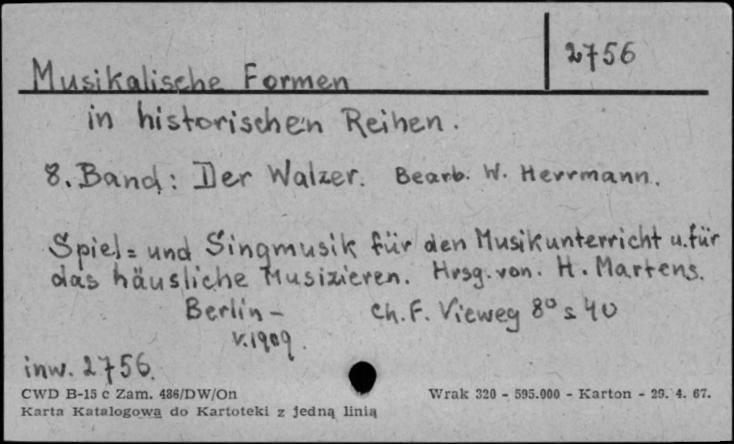 2756
Musikalische Formen
in historischen Reihen.
8. Band: Der Walzer. Bearb. W. Herrmann.
Spiel= und Singmusik für den Musikunterricht u. für
das häusliche Musizieren. Hrsg. von. H. Martens.
Berlin - Ch. F. Vieweg 8° s 40
v. 1909.
inw. 2756.
CWD B-15 c Zam. 486/DW/On Wrak 320 - 595.000 - Karton - 29. 4. 67.
Karta Katalogowa do Kartoteki z jedną linią